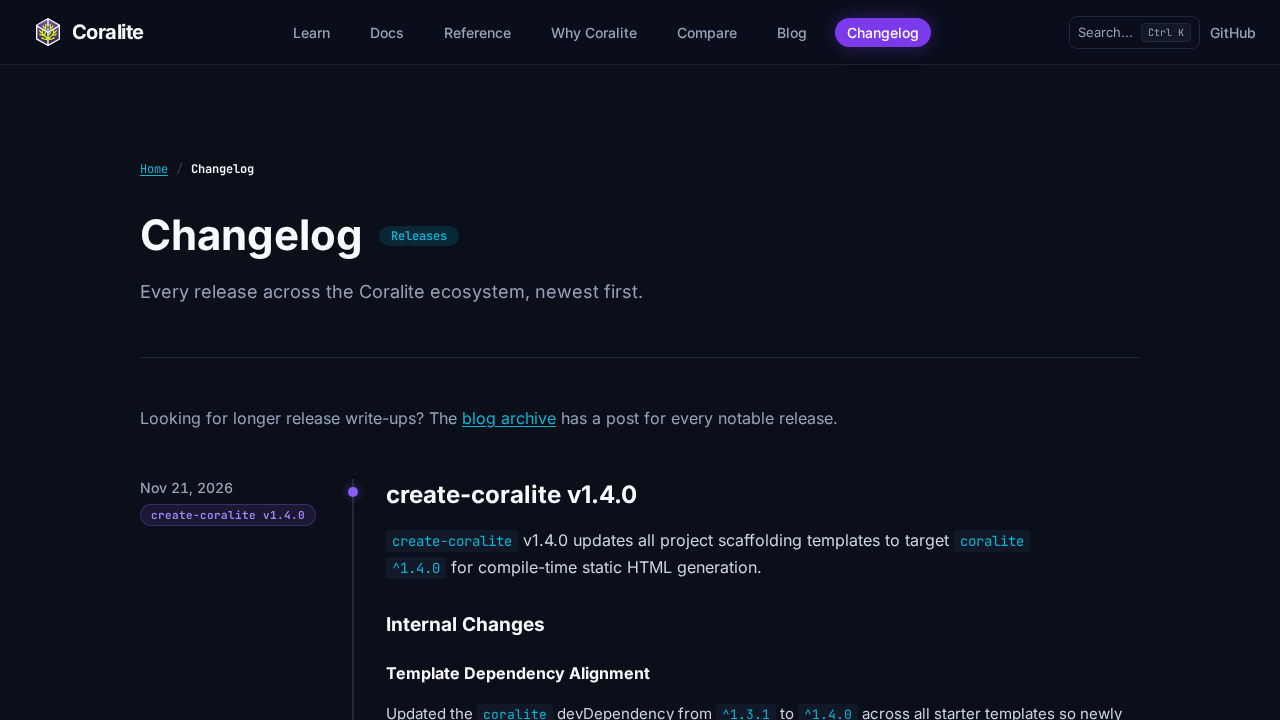 Coralite
Learn Docs Reference Why Coralite Compare Blog Changelog Search... Ctrl K GitHub
Home / Changelog
Changelog Releases
Every release across the Coralite ecosystem, newest first.
Looking for longer release write-ups? The blog archive has a post for every notable release.
Nov 21, 2026
create-coralite v1.4.0
create-coralite v1.4.0
create-coralite v1.4.0 updates all project scaffolding templates to target coralite
^1.4.0 for compile-time static HTML generation.
Internal Changes
Template Dependency Alignment
Updated the coralite devDependency from ^1.3.1 to ^1.4.0 across all starter templates so newly